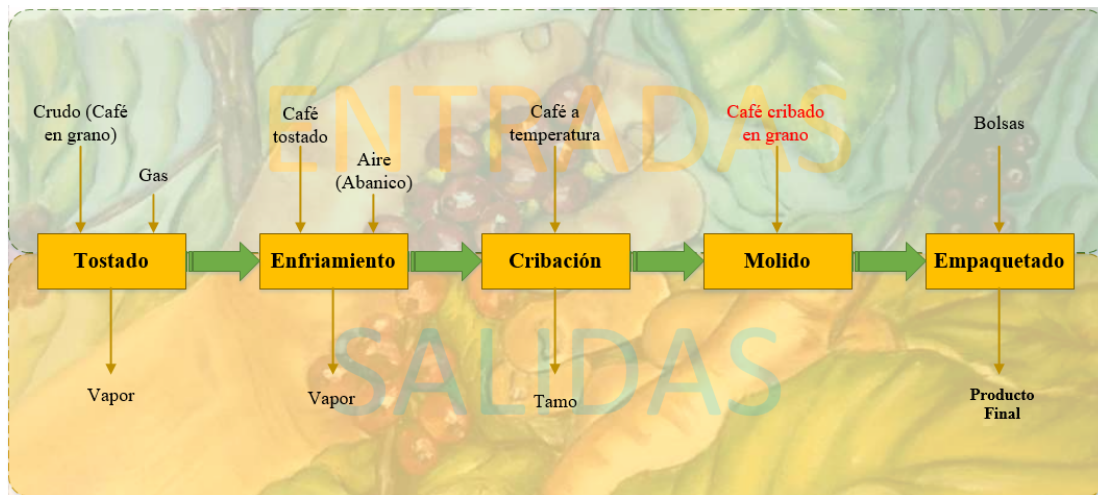 ENTRADAS
Crudo (Café
en grano)
Gas
Café
tostado
Aire
(Abanico)
Café a
temperatura
Café cribado
en grano
Bolsas
Tostado
Enfriamiento
Cribación
Molido
Empaquetado
SALIDAS
Vapor
Vapor
Tamo
Producto
Final